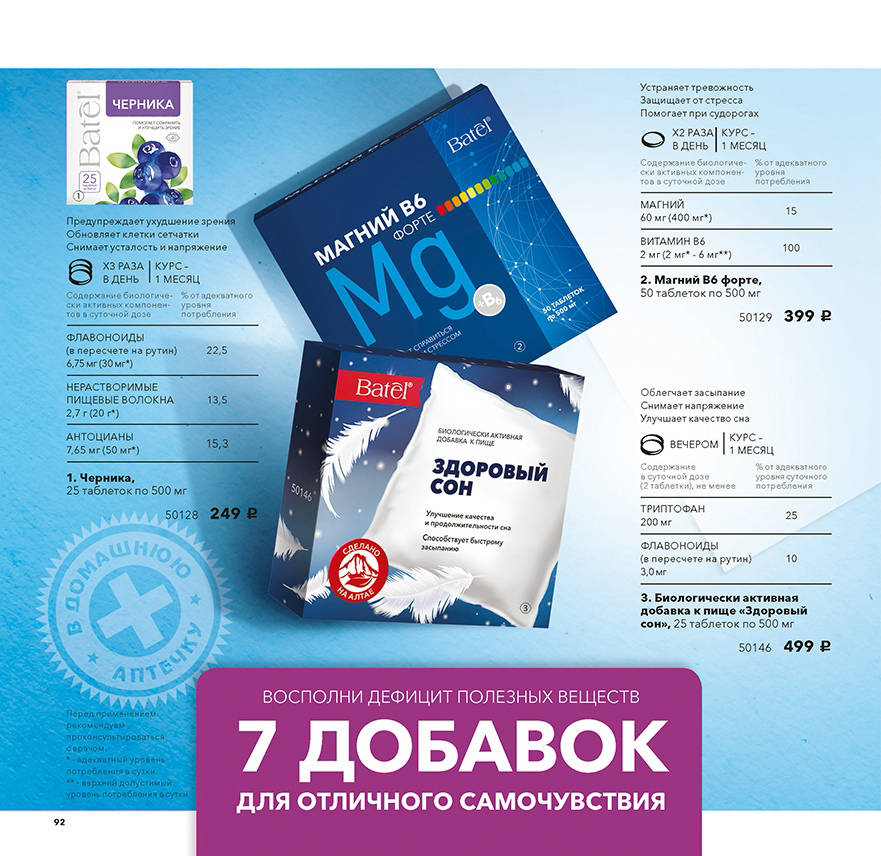 Batel®
ЧЕРНИКА
ПОМОГАЕТ СОХРАНИТЬ
И УЛУЧШИТЬ ЗРЕНИЕ
25
1
Предупреждает ухудшение зрения
Обновляет клетки сетчатки
Снимает усталость и напряжение
Х3 РАЗА
В ДЕНЬ
КУРС –
1 МЕСЯЦ
Содержание биологиче-
ски активных компонен-
тов в суточной дозе
% от адекватного
уровня
потребления
ФЛАВОНОИДЫ
(в пересчете на рутин)
6,75 мг (30 мг*)
22,5
НЕРАСТВОРИМЫЕ
ПИЩЕВЫЕ ВОЛОКНА
2,7 г (20 г*)
13,5
АНТОЦИАНЫ
7,65 мг (50 мг*)
15,3
1. Черника,
25 таблеток по 500 мг
50128 249 ₽
Batel®
МАГНИЙ В6
ФОРТЕ
Mg
+B6
50 ТАБЛЕТОК
по 500 мг
СПРАВИТЬСЯ
СТРЕССОМ
2
Batel®
БИОЛОГИЧЕСКИ АКТИВНАЯ
ДОБАВКА К ПИЩЕ
ЗДОРОВЫЙ
СОН
Улучшение качества
и продолжительности сна
Способствует быстрому
засыпанию
50146
СДЕЛАНО
НА АЛТАЕ
3
Устраняет тревожность
Защищает от стресса
Помогает при судорогах
Х2 РАЗА
В ДЕНЬ
КУРС –
1 МЕСЯЦ
Содержание биологиче-
ски активных компонен-
тов в суточной дозе
% от адекватного
уровня
потребления
МАГНИЙ
60 мг (400 мг*)
15
ВИТАМИН В6
2 мг (2 мг* - 6 мг**)
100
2. Магний В6 форте,
50 таблеток по 500 мг
50129 399 ₽
Облегчает засыпание
Снимает напряжение
Улучшает качество сна
ВЕЧЕРОМ
КУРС –
1 МЕСЯЦ
Содержание
в суточной дозе
(2 таблетки), не менее
% от адекватного
уровня суточного
потребления
ТРИПТОФАН
200 мг
25
ФЛАВОНОИДЫ
(в пересчете на рутин)
3,0 мг
10
3. Биологически активная
добавка к пище «Здоровый
сон», 25 таблеток по 500 мг
50146 499 ₽
В ДОМАШНЮЮ
АПТЕЧКУ
Перед применением
рекомендуем
проконсультироваться
с врачом.
* - адекватный уровень
потребления в сутки
** - верхний допустимый
уровень потребления в сутки
ВОСПОЛНИ ДЕФИЦИТ ПОЛЕЗНЫХ ВЕЩЕСТВ
7 ДОБАВОК
ДЛЯ ОТЛИЧНОГО САМОЧУВСТВИЯ
92